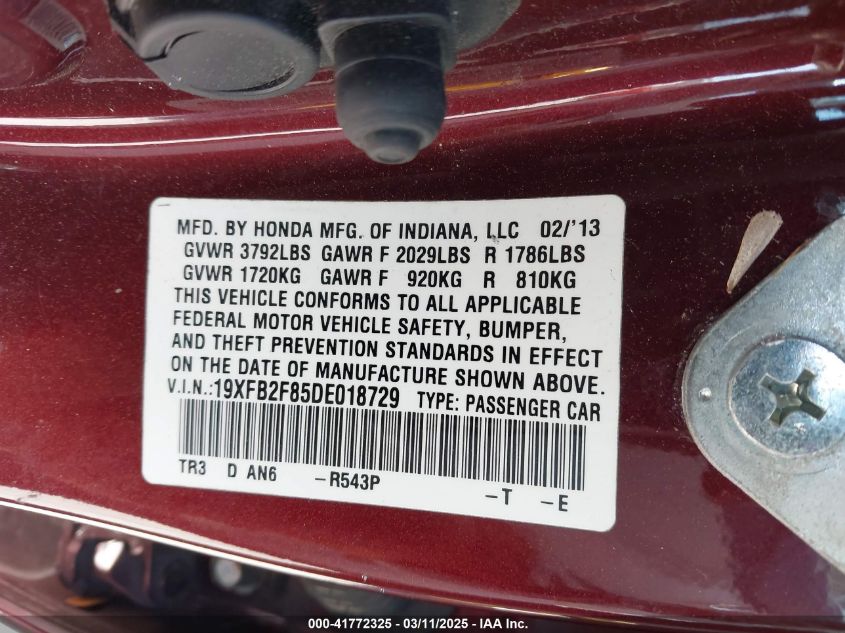 MFD. BY HONDA MFG. OF INDIANA, LLC 02/'13
GVWR 3792LBS GAWR F 2029LBS R 1786LBS
GVWR 1720KG GAWR F 920KG R 810KG
THIS VEHICLE CONFORMS TO ALL APPLICABLE
FEDERAL MOTOR VEHICLE SAFETY, BUMPER,
AND THEFT PREVENTION STANDARDS IN EFFECT
ON THE DATE OF MANUFACTURE SHOWN ABOVE.
V.I.N.:19XFB2F85DE018729 TYPE: PASSENGER CAR
TR3 D AN6 -R543P -T -E
000-41772325 - 03/11/2025 - IAA Inc.